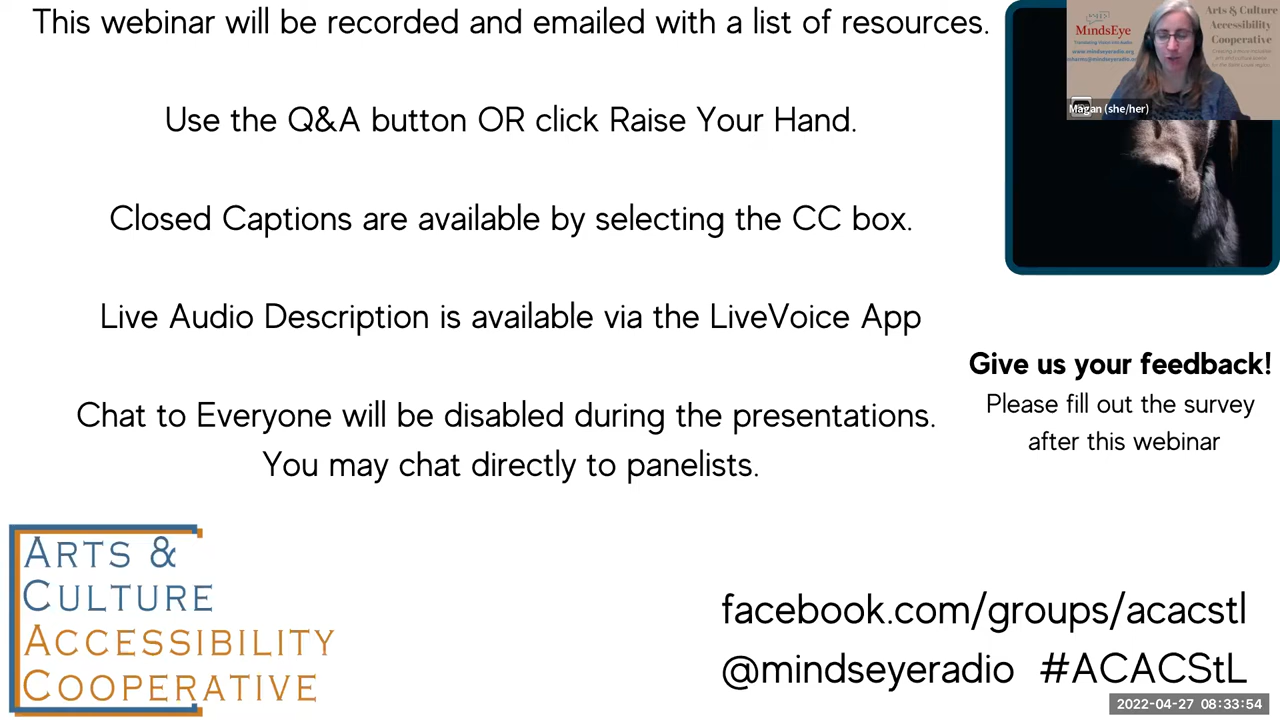 This webinar will be recorded and emailed with a list of resources.
Use the Q&A button OR click Raise Your Hand.
Closed Captions are available by selecting the CC box.
Live Audio Description is available via the LiveVoice App
Chat to Everyone will be disabled during the presentations.
You may chat directly to panelists.
MindsEye
www.mindseyeradio.org
Arts & Culture
Accessibility
Cooperative
Magan (she/her)
Give us your feedback!
Please fill out the survey
after this webinar
ARTS &
CULTURE
ACCESSIBILITY
COOPERATIVE
facebook.com/groups/acacstl
@mindseyeradio #ACACStL
2022-04-27 08:33:54